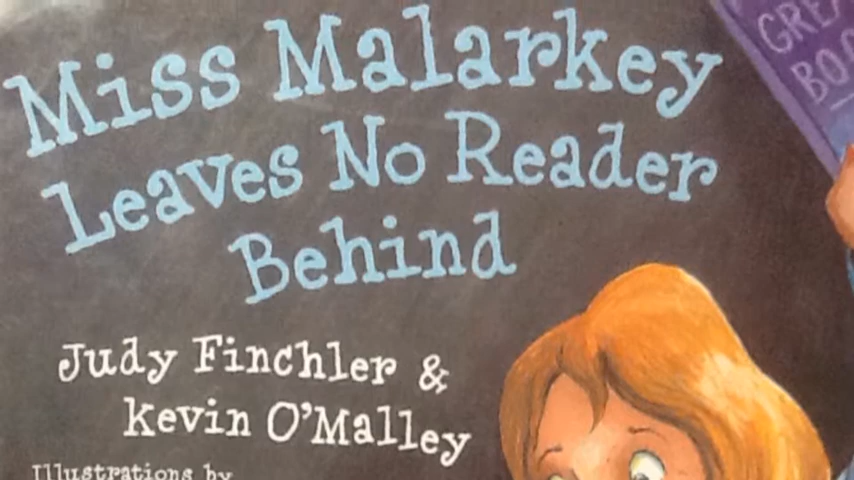 Miss Malarkey
Leaves No Reader
Behind
Judy Finchler &
Kevin O'Malley
Illustrations by